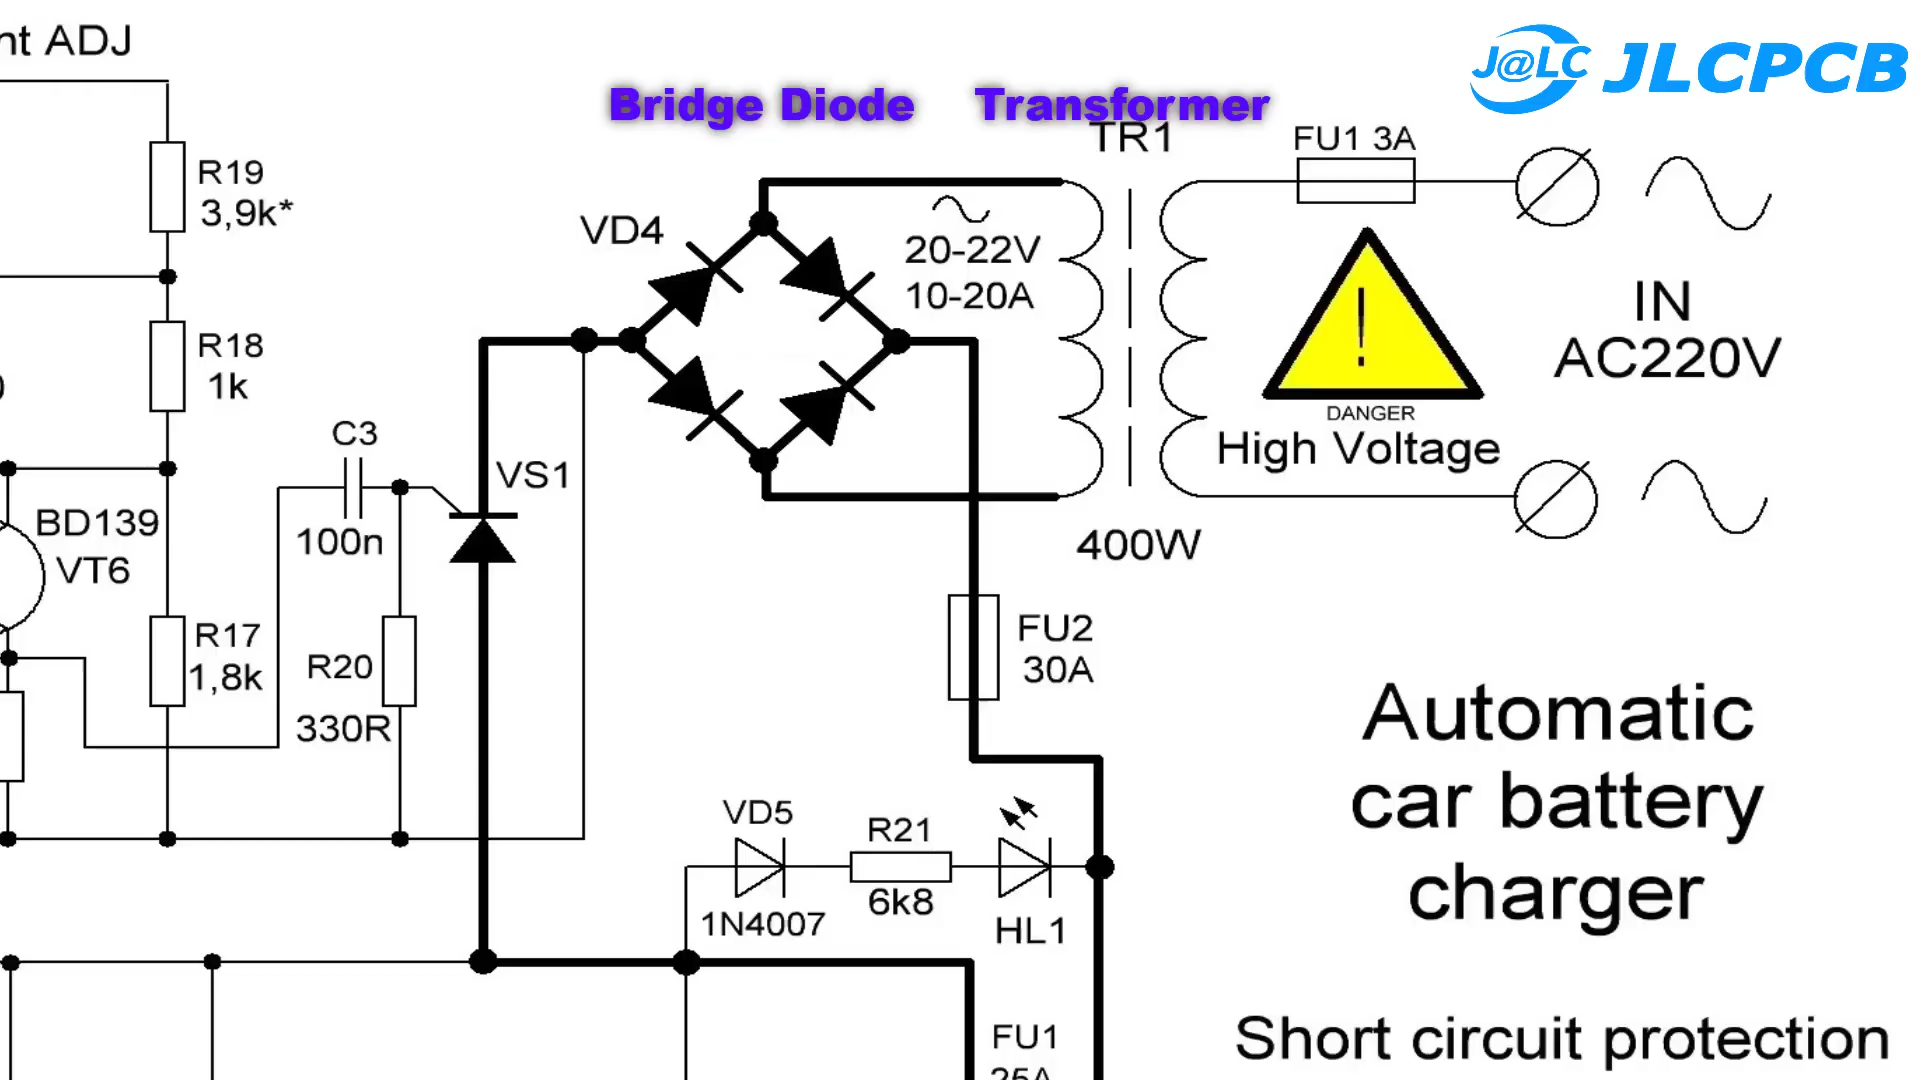 nt ADJ
J@LC JLCPCB
Bridge Diode Transformer
TR1
FU1 3A
R19
3,9k*
VD4
20-22V
10-20A
IN
AC220V
R18
1k
!
DANGER
High Voltage
C3
VS1
100n
BD139
VT6
400W
FU2
30A
R17
1,8k
R20
330R
Automatic
car battery
charger
VD5
R21
6k8
1N4007
HL1
FU1
25A
Short circuit protection